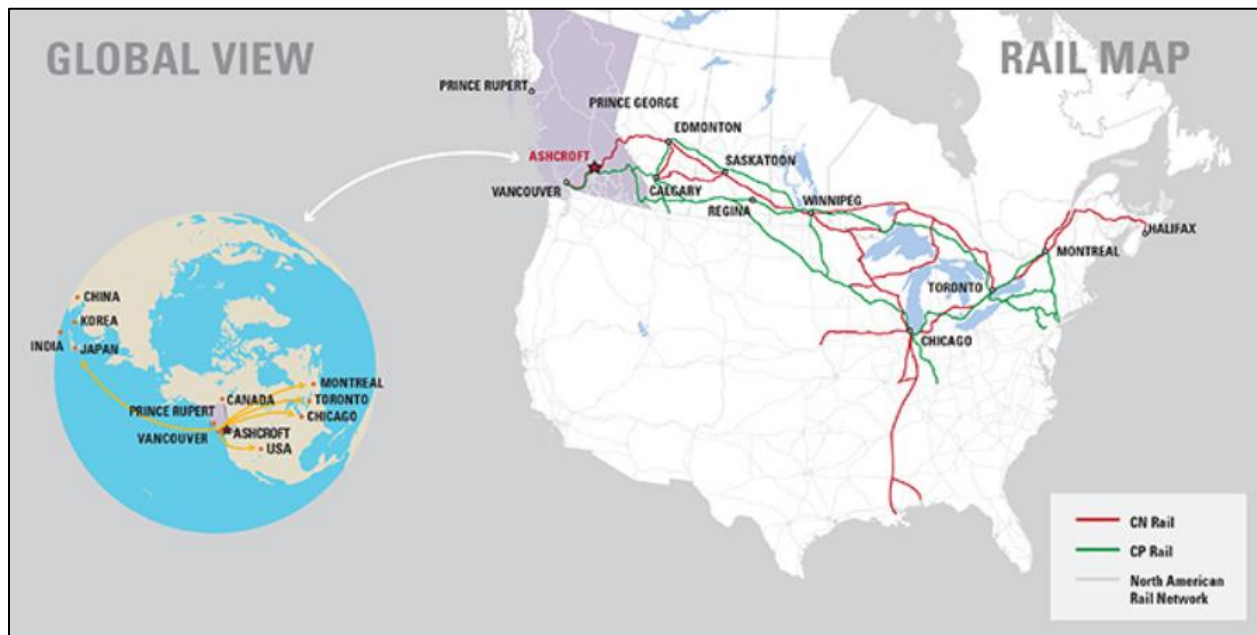 GLOBAL VIEW
RAIL MAP
PRINCE RUPERT
PRINCE GEORGE
EDMONTON
ASHCROFT
SASKATOON
VANCOUVER
CALGARY
REGINA
WINNIPEG
HALIFAX
MONTREAL
TORONTO
CHICAGO
CHINA
KOREA
INDIA
JAPAN
MONTREAL
CANADA
TORONTO
PRINCE RUPERT
CHICAGO
VANCOUVER
ASHCROFT
USA
CN Rail
CP Rail
North American
Rail Network